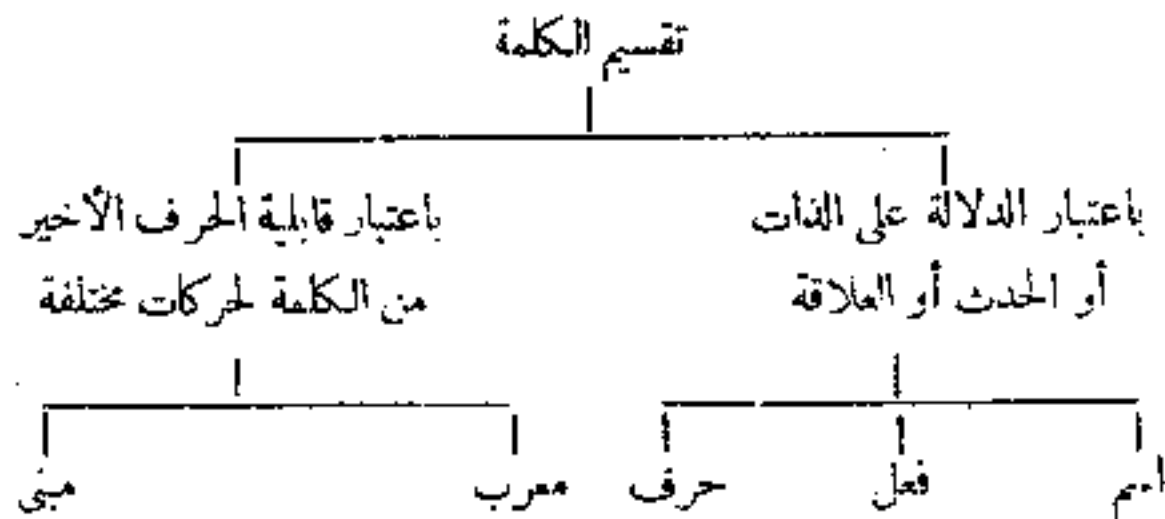 تقسيم الكلمة
باعتبار الدلالة على الذات
أو الحدث أو العلاقة
باعتبار قابلية الحرف الأخير
من الكلمة لحركات مختلفة
اسم
فعل
حرف
معرب
مبنى